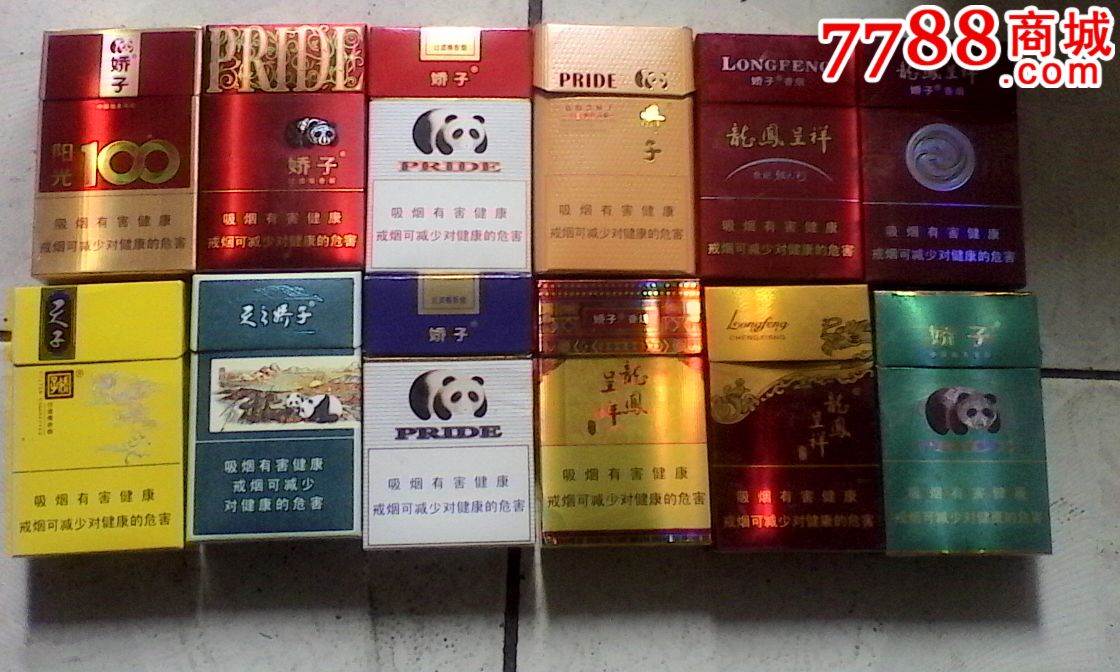 7788商城
.com
娇
子
阳
光
100
吸烟有害健康
戒烟可减少对健康的危害
PRIDE
娇子
吸烟有害健康
戒烟可减少对健康的危害
娇子
PRIDE
吸烟有害健康
戒烟可减少对健康的危害
PRIDE
子
吸烟有害健康
戒烟可减少对健康的危害
LONGFENG
娇子香烟
龍鳳呈祥
吸烟有害健康
戒烟可减少对健康的危害
龍鳳呈祥
娇子香烟
吸烟有害健康
戒烟可减少对健康的危害
天
子
吸烟有害健康
戒烟可减少对健康的危害
天之娇子
吸烟有害健康
戒烟可减少
对健康的危害
娇子
PRIDE
吸烟有害健康
戒烟可减少对健康的危害
娇子香烟
龍鳳
呈祥
吸烟有害健康
戒烟可减少对健康的危害
Loongfeng
CHENGXIANG
龍鳳
呈祥
吸烟有害健康
戒烟可减少对健康的危害
娇子
吸烟有害健康
戒烟可减少对健康的危害